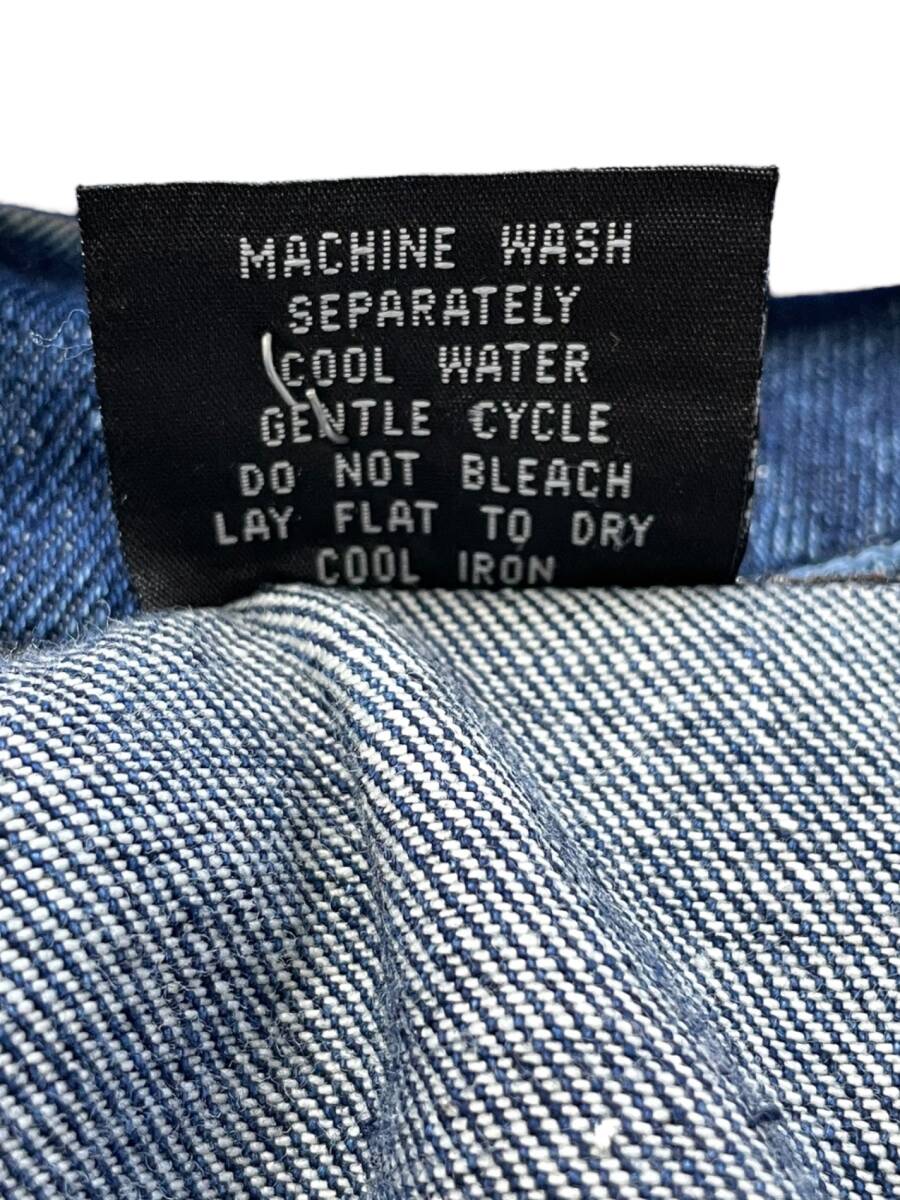 MACHINE WASH
SEPARATELY
COOL WATER
GENTLE CYCLE
DO NOT BLEACH
LAY FLAT TO DRY
COOL IRON